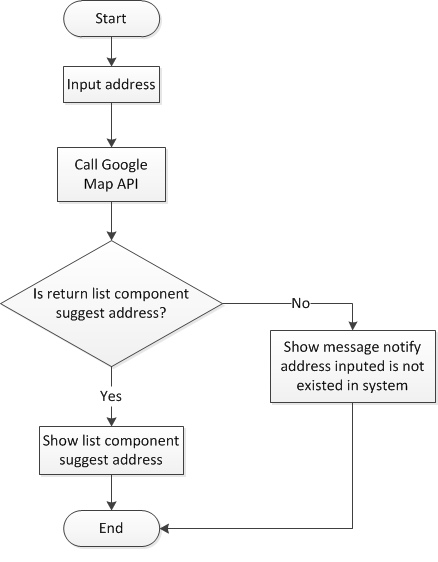 Start
Input address
Call Google
Map API
Is return list component
suggest address?
No
Show message notify
address inputed is not
existed in system
Yes
Show list component
suggest address
End